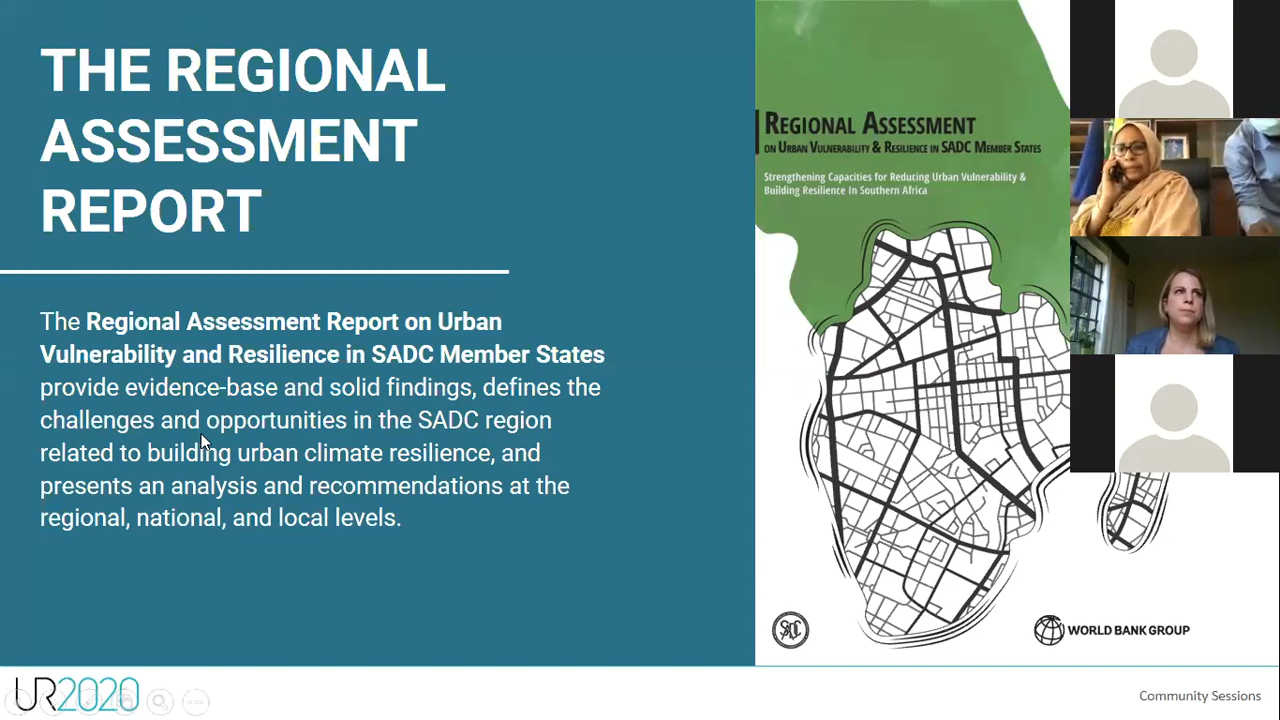 THE REGIONAL
ASSESSMENT
REPORT
The Regional Assessment Report on Urban
Vulnerability and Resilience in SADC Member States
provide evidence-base and solid findings, defines the
challenges and opportunities in the SADC region
related to building urban climate resilience, and
presents an analysis and recommendations at the
regional, national, and local levels.
REGIONAL ASSESSMENT
ON URBAN VULNERABILITY & RESILIENCE IN SADC MEMBER STATES
Strengthening Capacities for Reducing Urban Vulnerability &
Building Resilience In Southern Africa
SADC
WORLD BANK GROUP
UR2020
Community Sessions